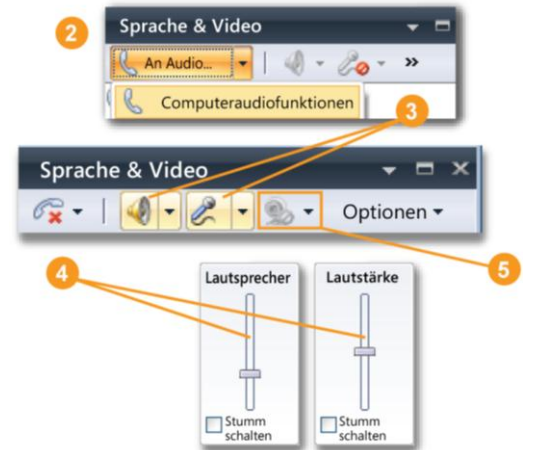 2
Sprache & Video
An Audio...
»
Computeraudiofunktionen
3
Sprache & Video
Optionen
4
5
Lautsprecher
Lautstärke
Stumm
schalten
Stumm
schalten